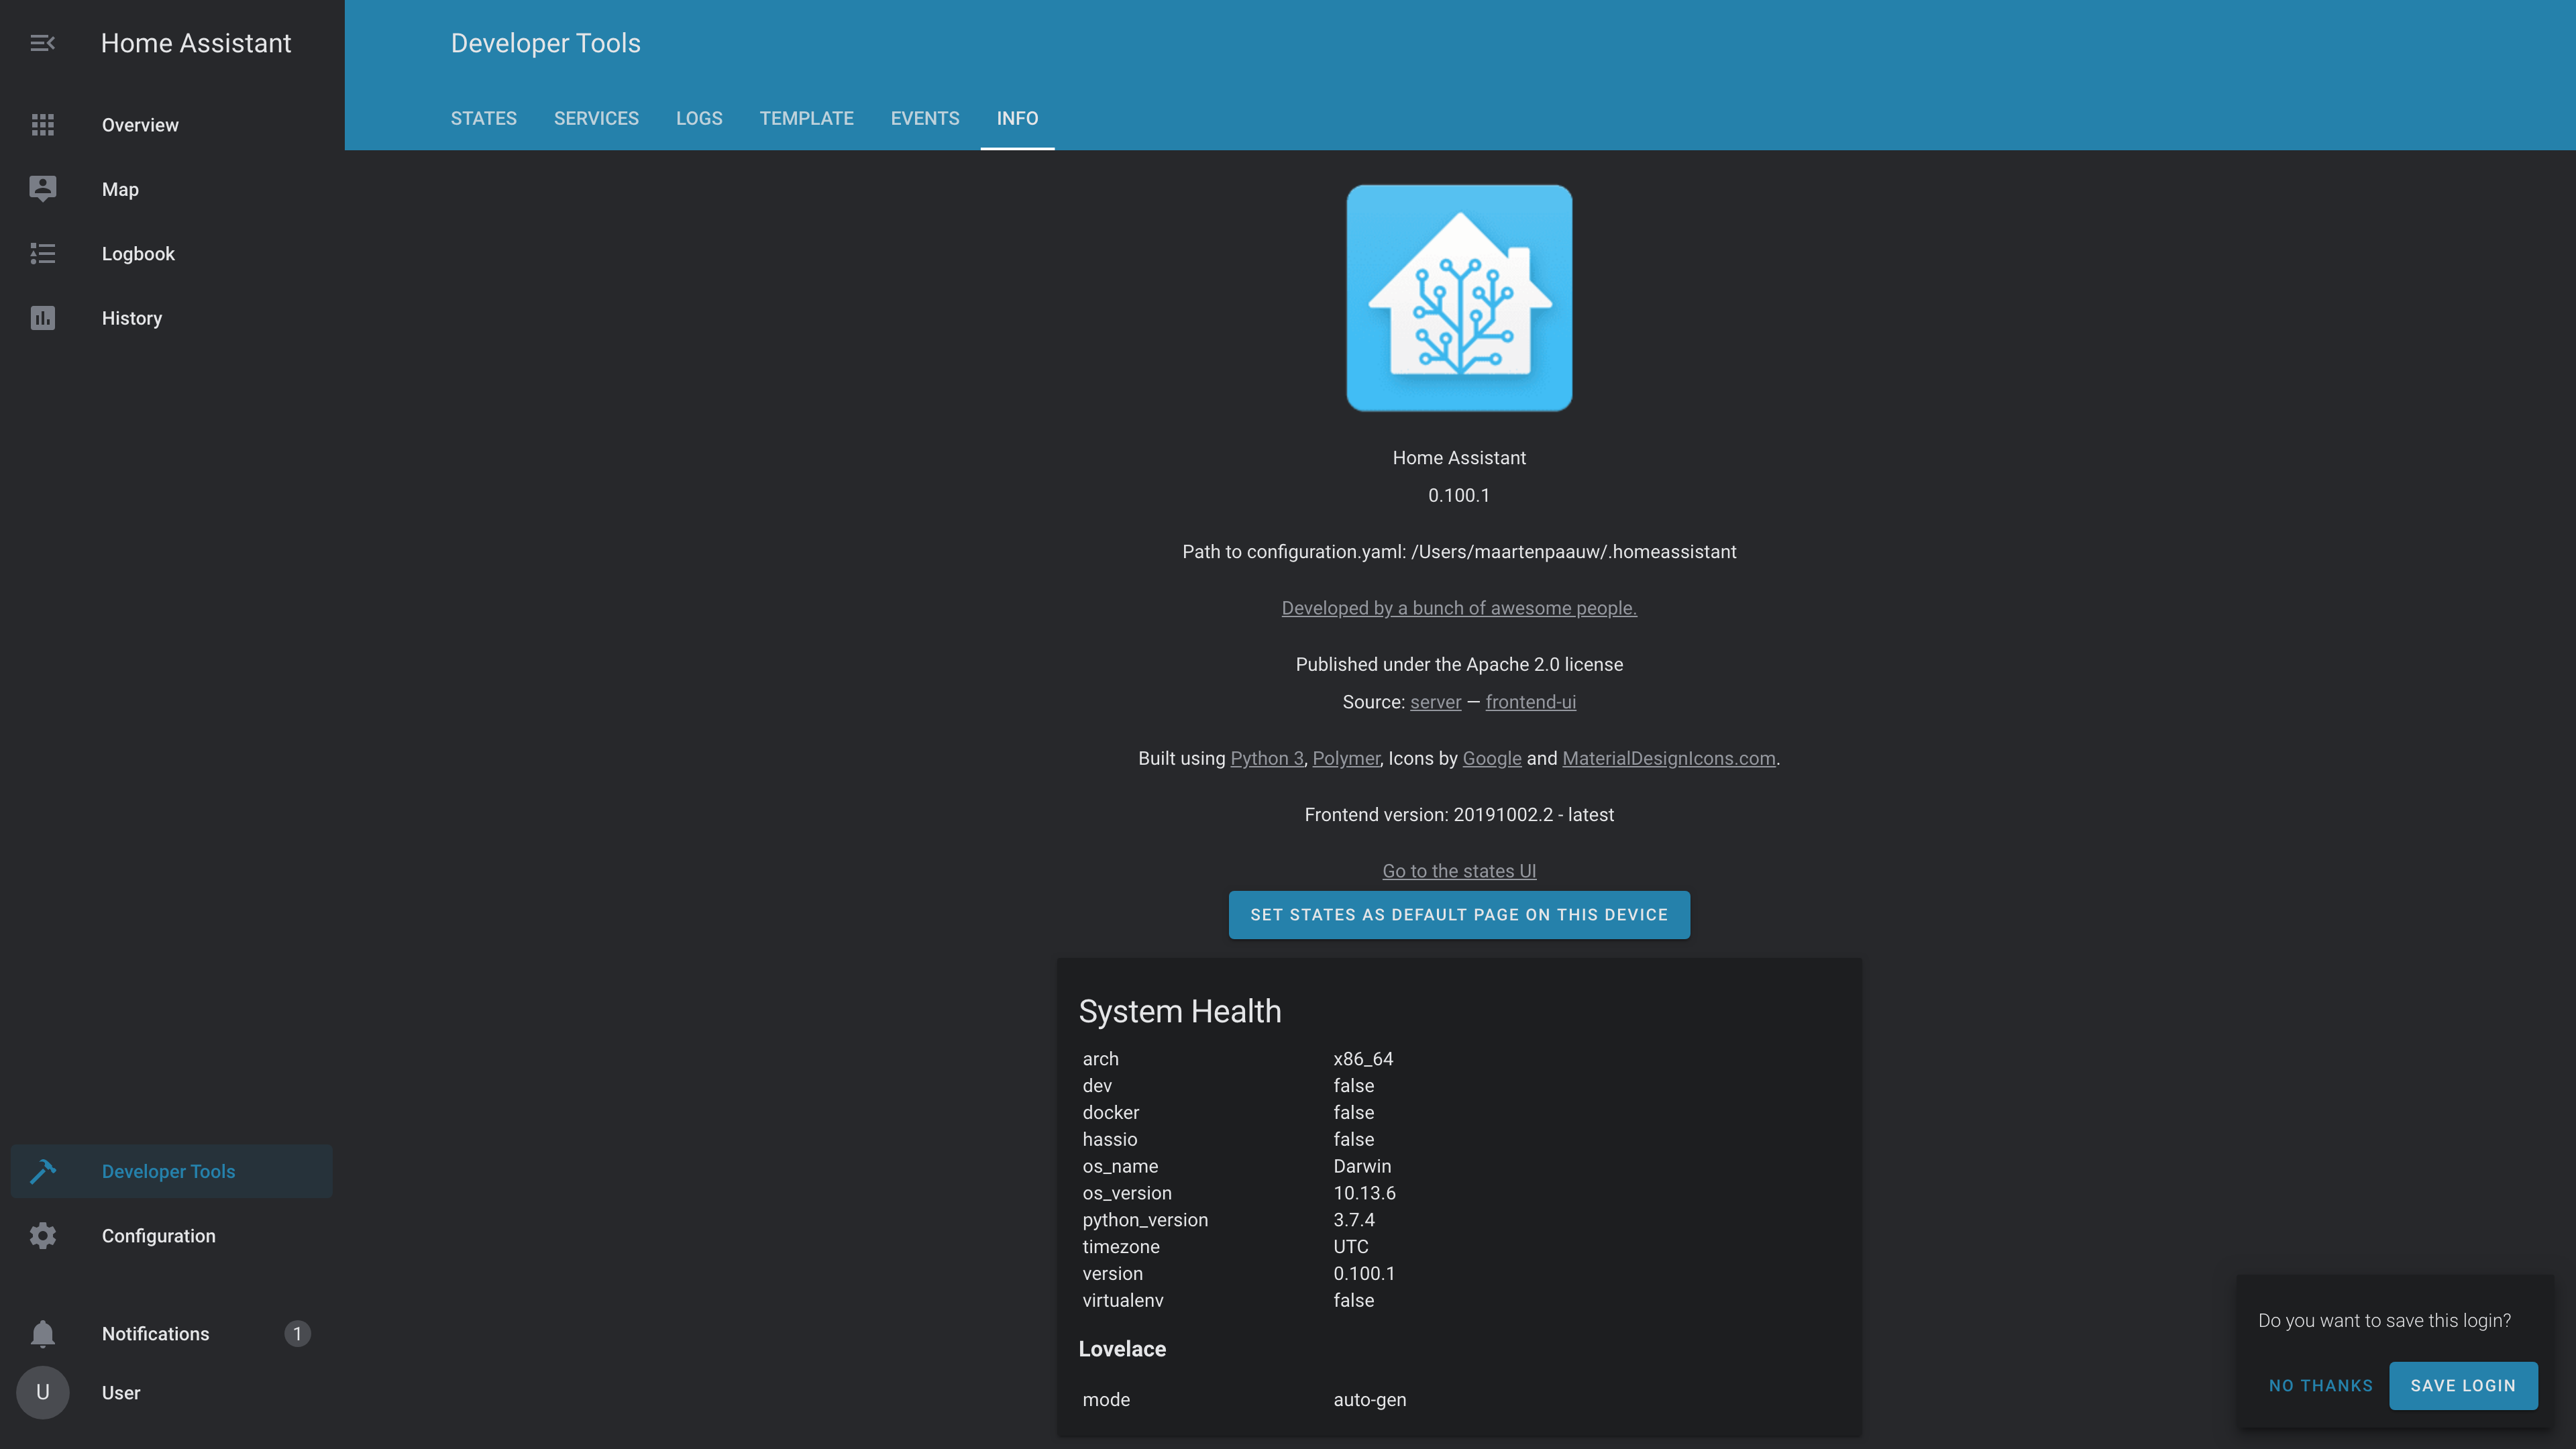 Home Assistant
Overview
Map
Logbook
History
Developer Tools
Configuration
Notifications 1
U User
Developer Tools
STATES SERVICES LOGS TEMPLATE EVENTS INFO
Home Assistant
0.100.1
Path to configuration.yaml: /Users/maartenpaauw/.homeassistant
Developed by a bunch of awesome people.
Published under the Apache 2.0 license
Source: server — frontend-ui
Built using Python 3, Polymer, Icons by Google and MaterialDesignIcons.com.
Frontend version: 20191002.2 - latest
Go to the states UI
SET STATES AS DEFAULT PAGE ON THIS DEVICE
System Health
arch x86_64
dev false
docker false
hassio false
os_name Darwin
os_version 10.13.6
python_version 3.7.4
timezone UTC
version 0.100.1
virtualenv false
Lovelace
mode auto-gen
Do you want to save this login?
NO THANKS SAVE LOGIN